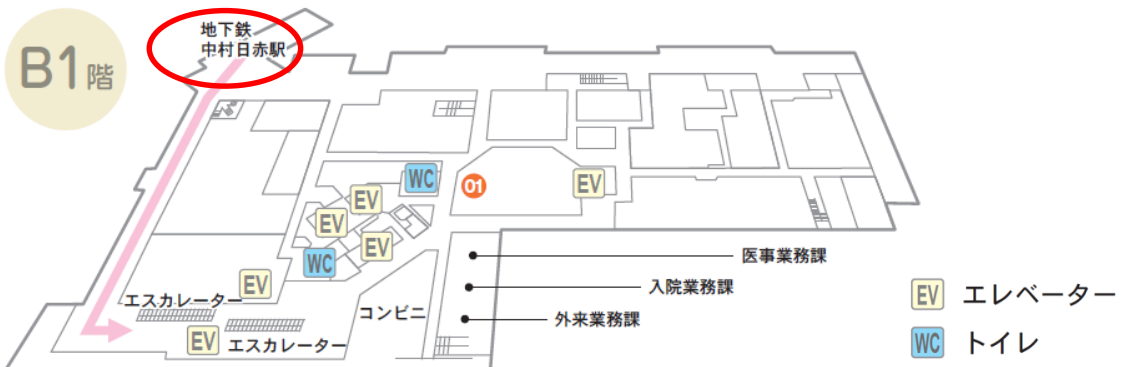 B1階
地下鉄
中村日赤駅
WC
01
EV
EV
EV
EV
WC
医事業務課
EV
入院業務課
EV エレベーター
エスカレーター
コンビニ
外来業務課
EV
エスカレーター
WC トイレ